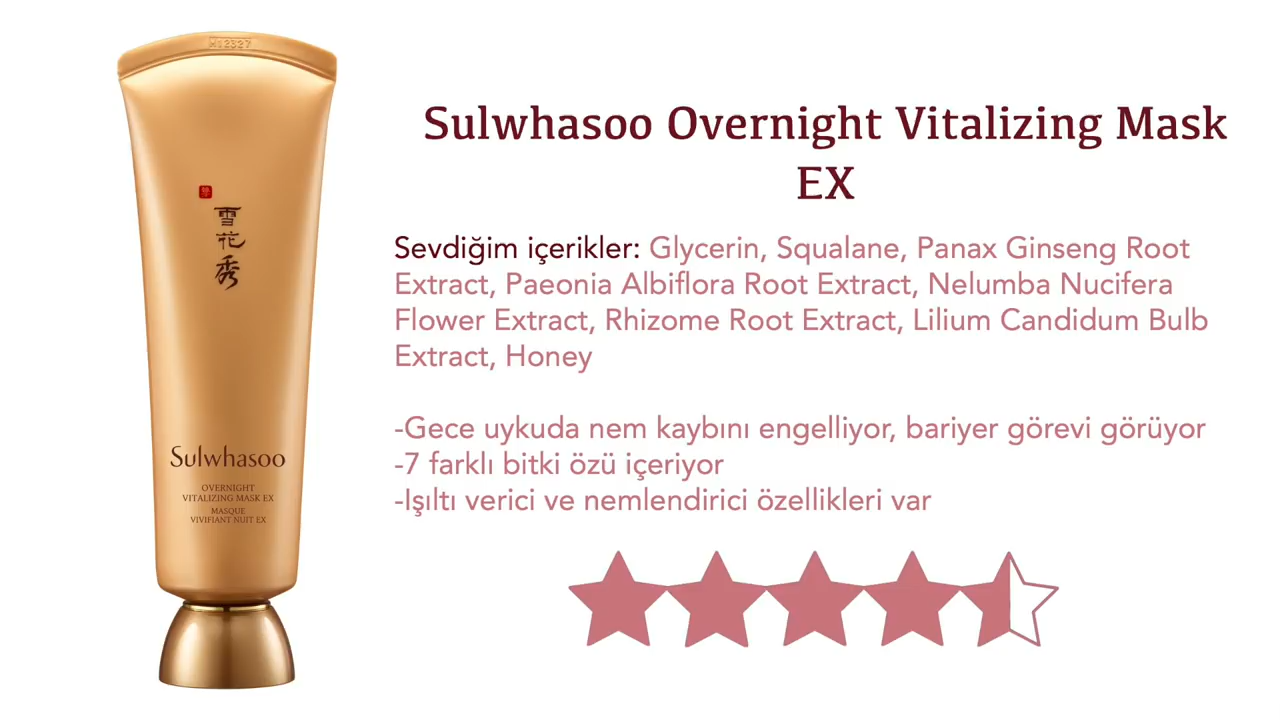 H12327
雪
花
秀
Sulwhasoo
OVERNIGHT
VITALIZING MASK EX
MASQUE
VIVIFIANT NUIT EX
Sulwhasoo Overnight Vitalizing Mask
EX
Sevdiğim içerikler: Glycerin, Squalane, Panax Ginseng Root
Extract, Paeonia Albiflora Root Extract, Nelumba Nucifera
Flower Extract, Rhizome Root Extract, Lilium Candidum Bulb
Extract, Honey
-Gece uykuda nem kaybını engelliyor, bariyer görevi görüyor
-7 farklı bitki özü içeriyor
-Işıltı verici ve nemlendirici özellikleri var